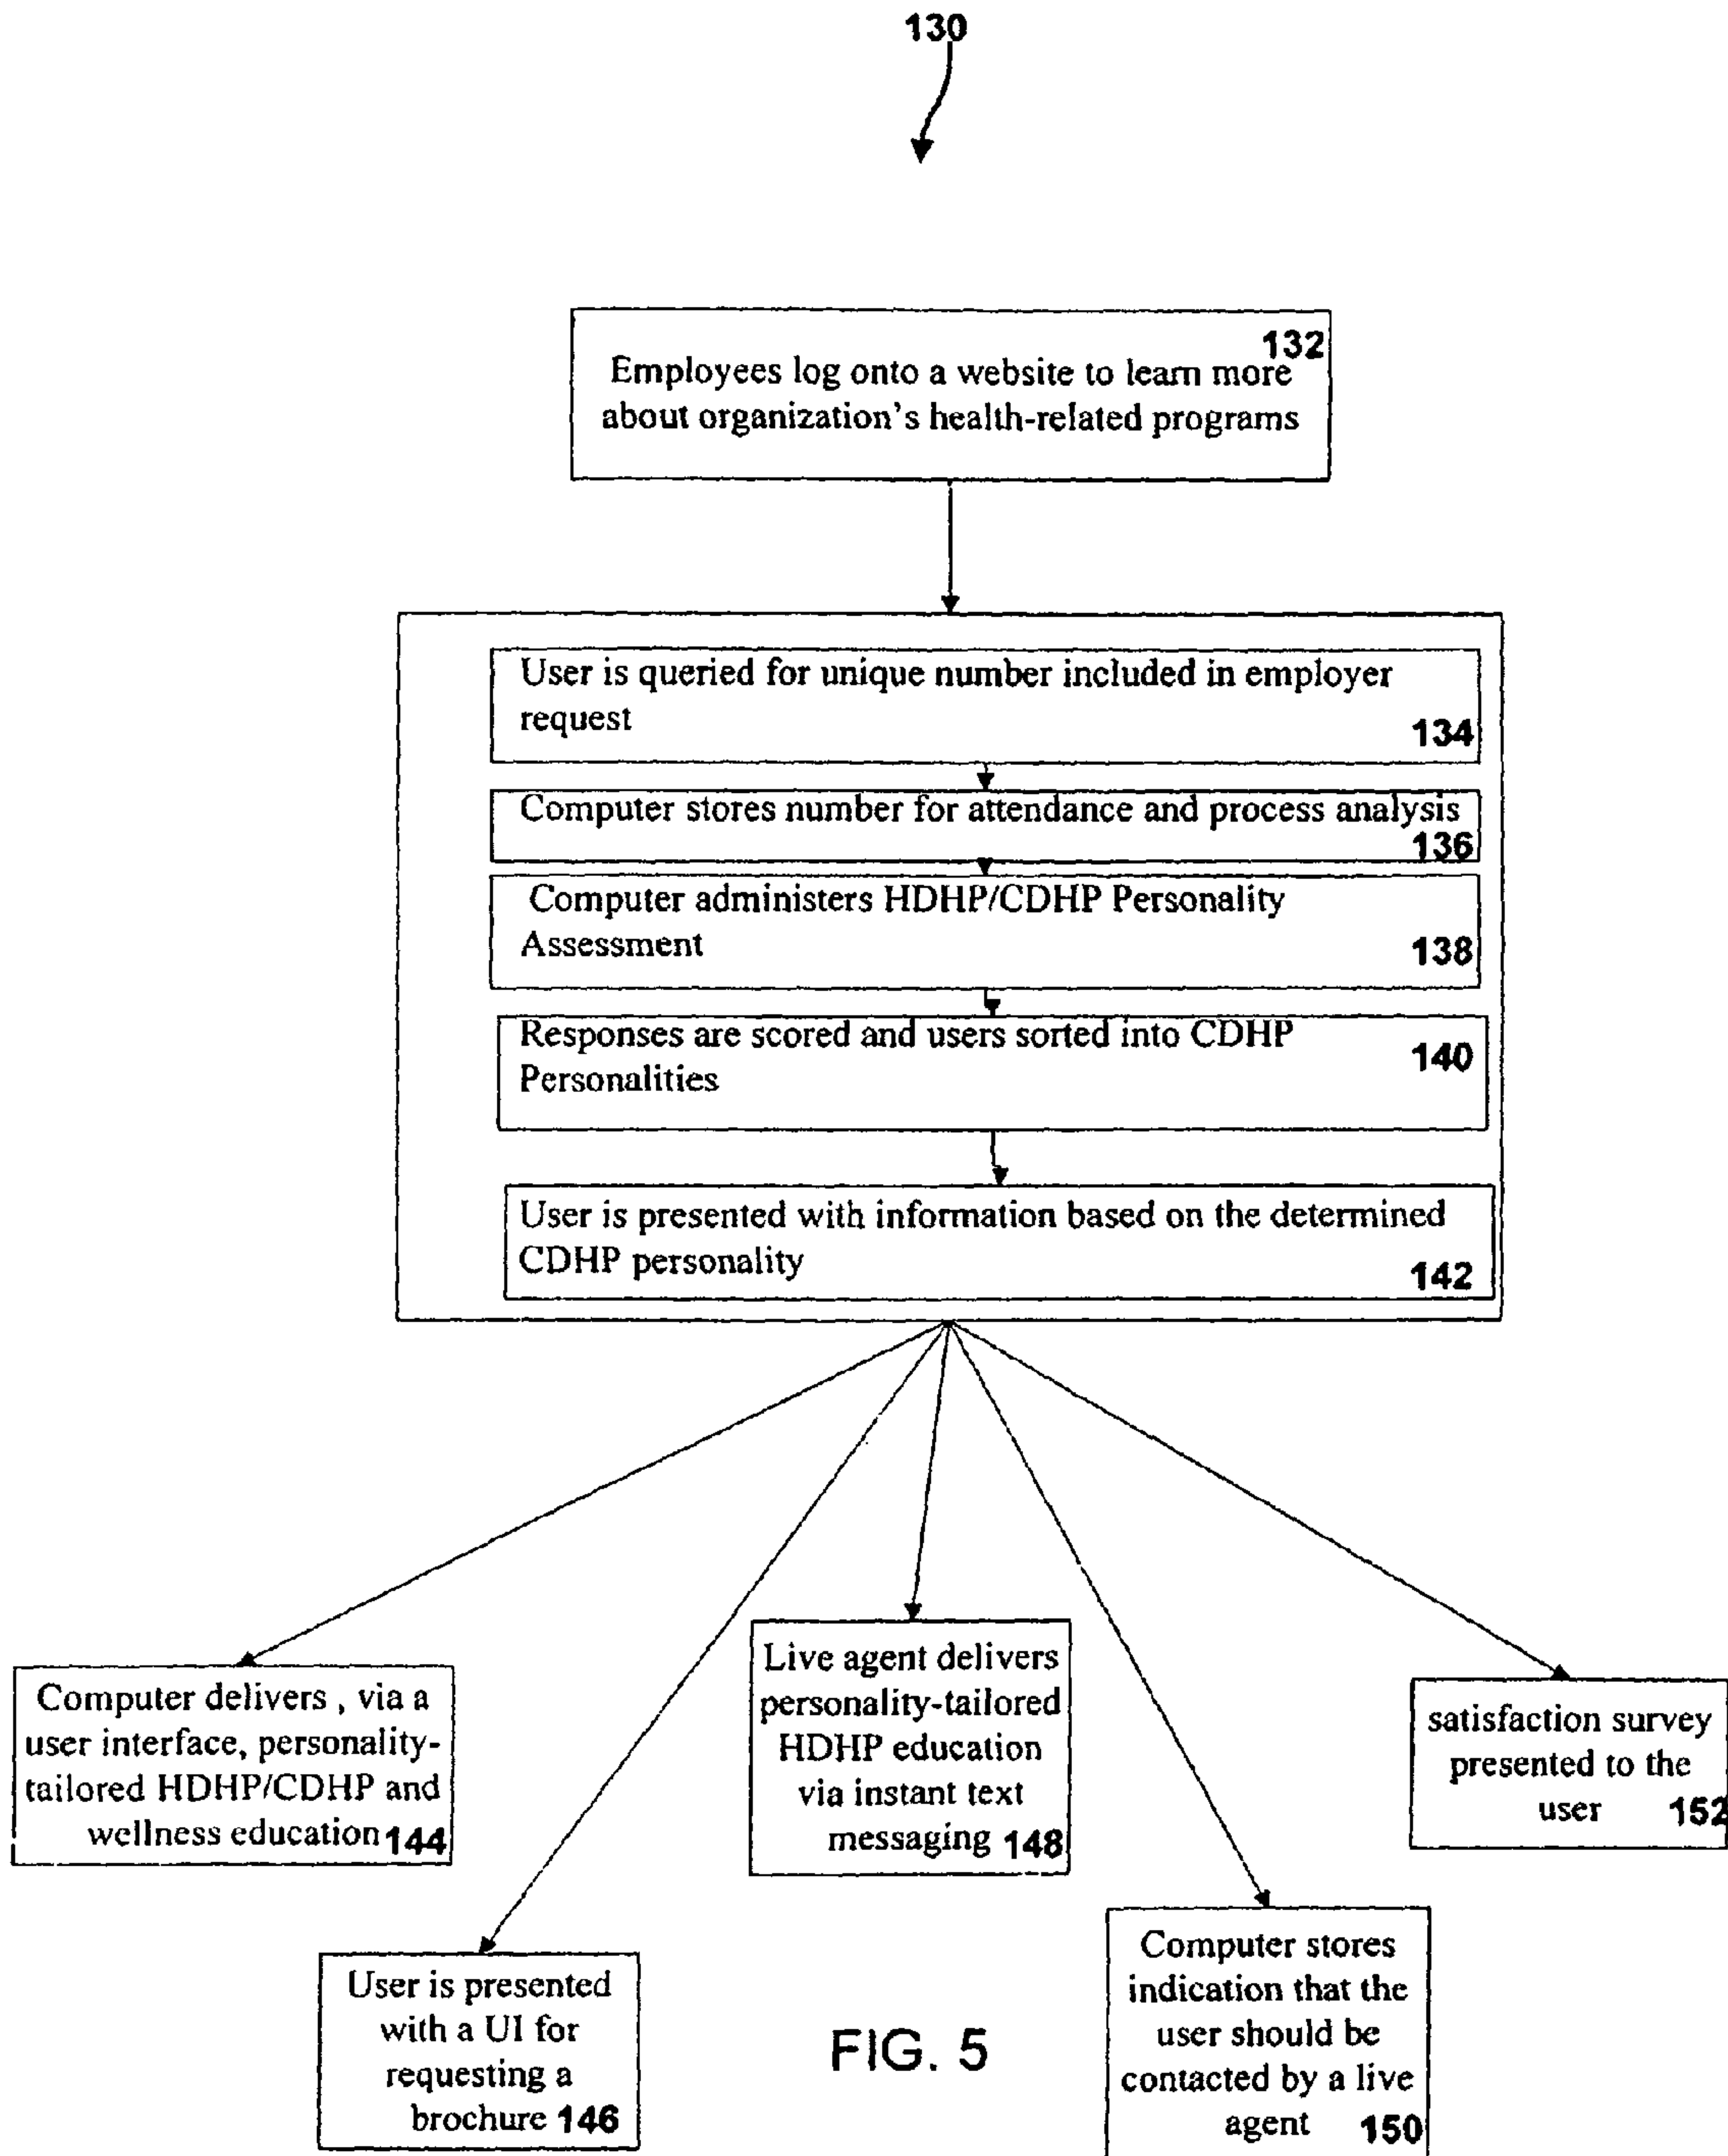 130
132
Employees log onto a website to learn more
about organization's health-related programs
User is queried for unique number included in employer
request 134
Computer stores number for attendance and process analysis
136
Computer administers HDHP/CDHP Personality
Assessment 138
Responses are scored and users sorted into CDHP 140
Personalities
User is presented with information based on the determined
CDHP personality 142
Computer delivers , via a
user interface, personality-
tailored HDHP/CDHP and
wellness education 144
User is presented
with a UI for
requesting a
brochure 146
Live agent delivers
personality-tailored
HDHP education
via instant text
messaging 148
Computer stores
indication that the
user should be
contacted by a live
agent 150
satisfaction survey
presented to the
user 152
FIG. 5